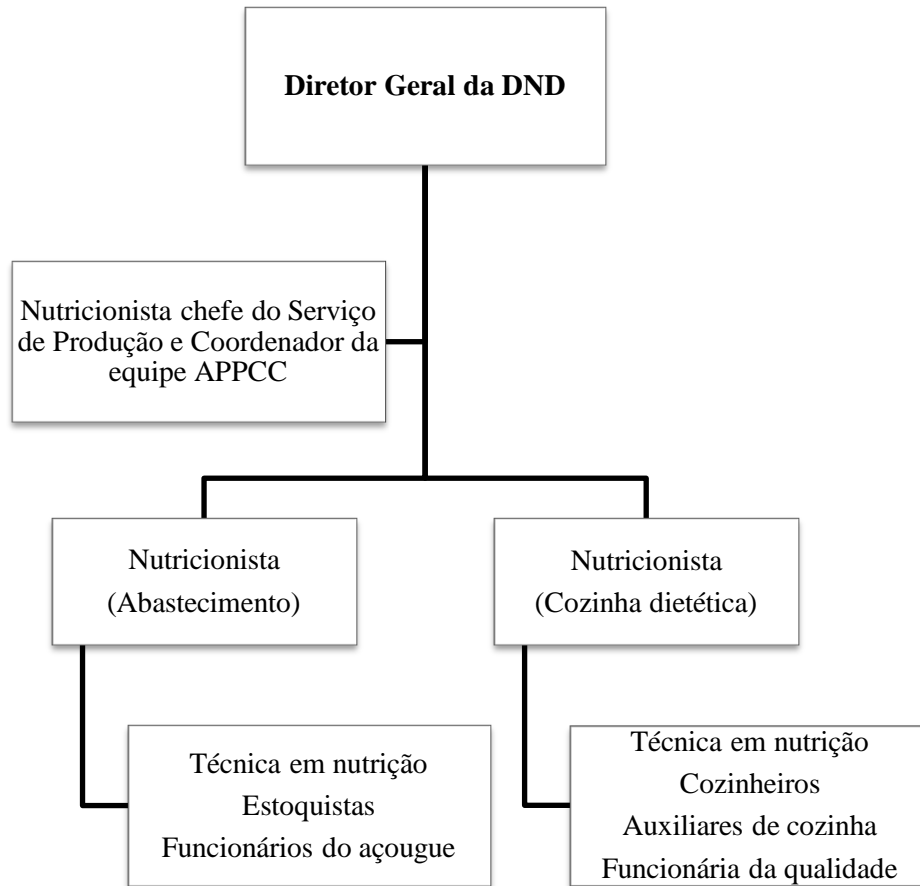 Diretor Geral da DND
Nutricionista chefe do Serviço
de Produção e Coordenador da
equipe APPCC
Nutricionista
(Abastecimento)
Nutricionista
(Cozinha dietética)
Técnica em nutrição
Estoquistas
Funcionários do açougue
Técnica em nutrição
Cozinheiros
Auxiliares de cozinha
Funcionária da qualidade